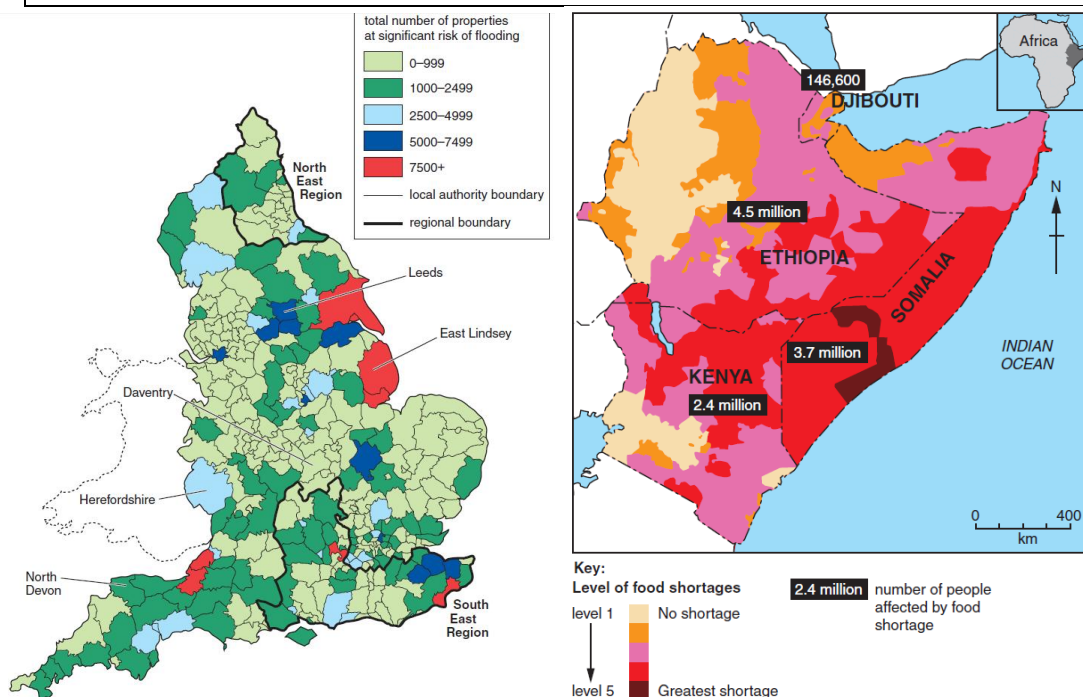 total number of properties
at significant risk of flooding
0–999
1000–2499
2500–4999
5000–7499
7500+
local authority boundary
regional boundary
North
East
Region
Leeds
East Lindsey
Daventry
Herefordshire
North
Devon
South
East
Region
Africa
146,600
DJIBOUTI
N
4.5 million
ETHIOPIA
SOMALIA
INDIAN
OCEAN
3.7 million
KENYA
2.4 million
0 400
km
Key:
Level of food shortages
level 1 No shortage
level 5 Greatest shortage
2.4 million number of people
affected by food
shortage